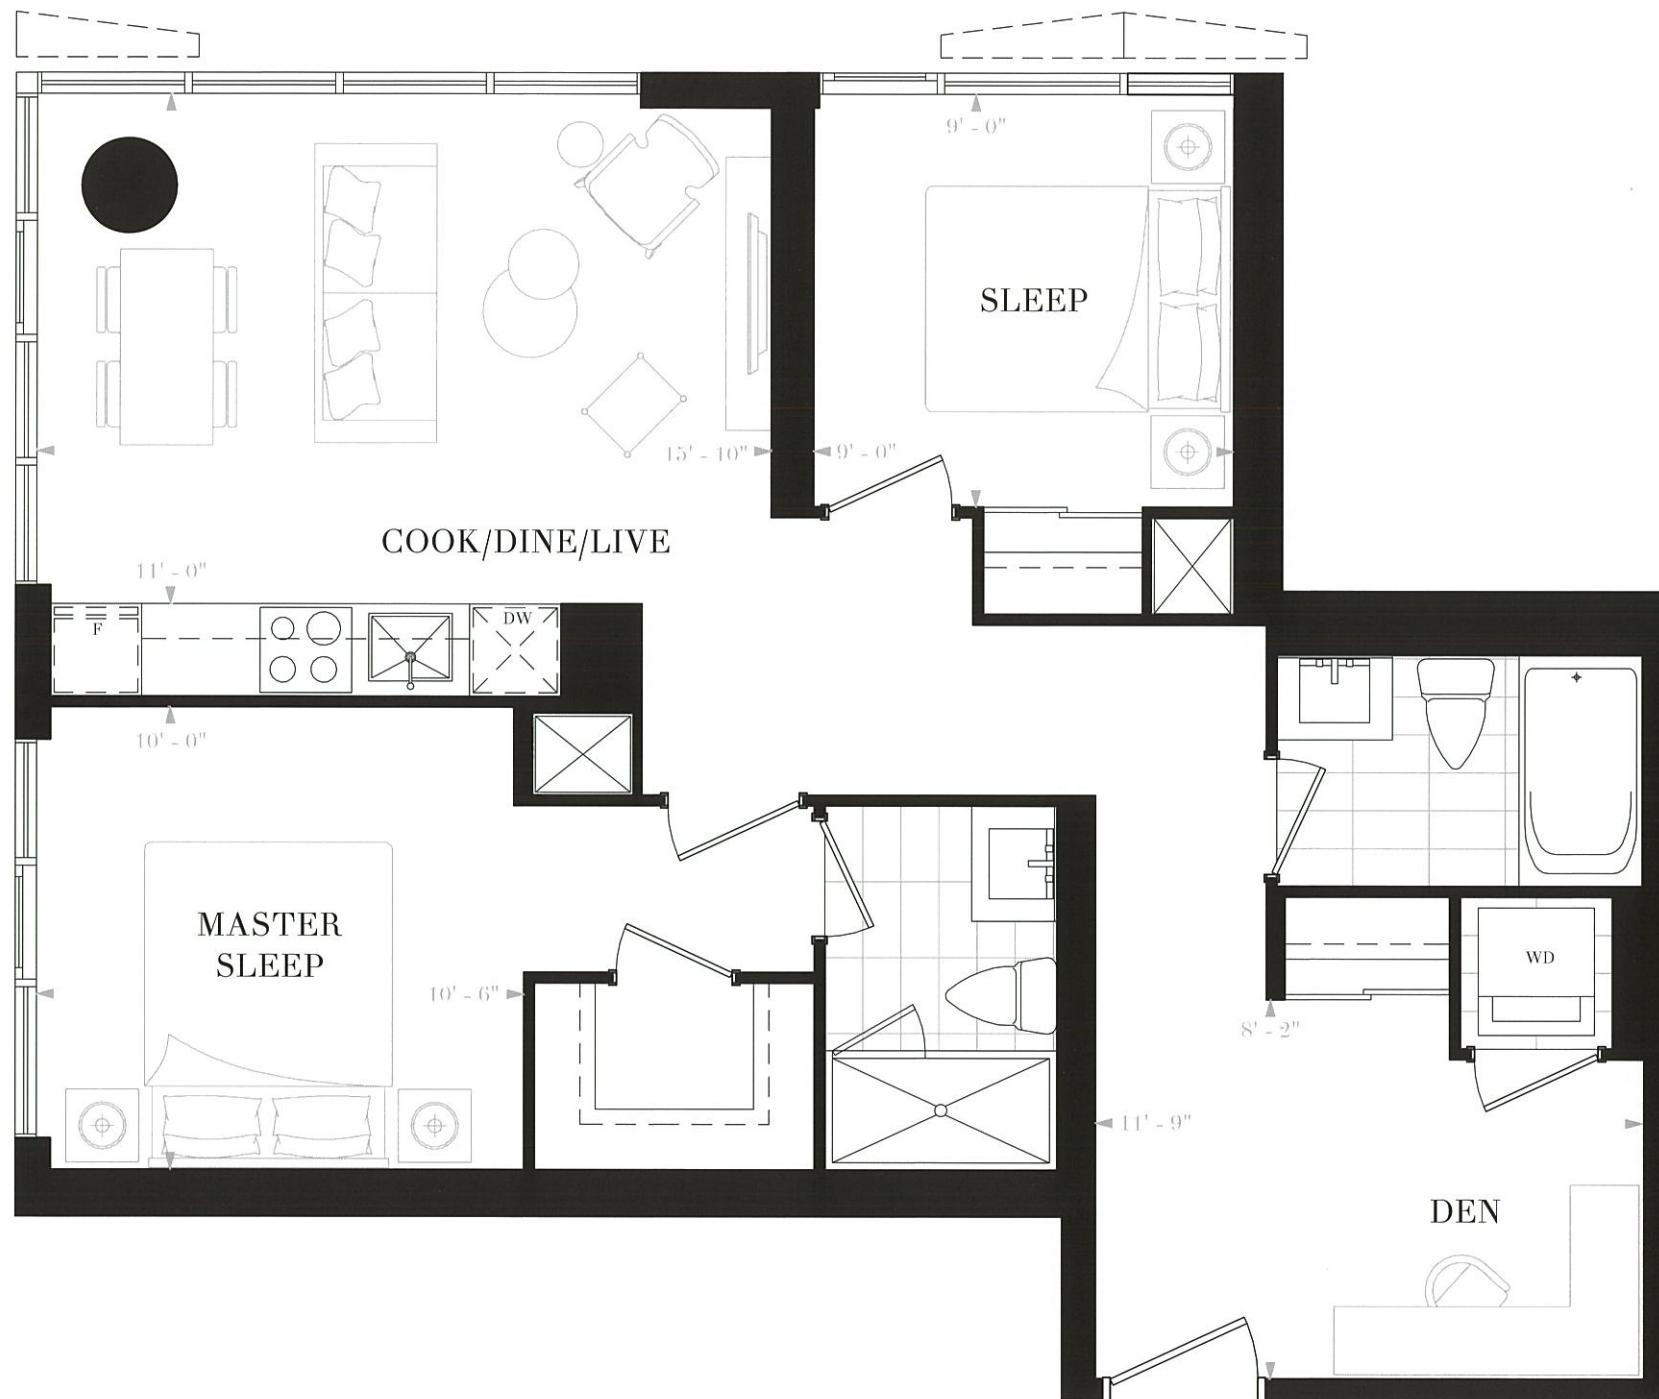 9' - 0"
SLEEP
15' - 10"
9' - 0"
COOK/DINE/LIVE
11' - 0"
F
DW
10' - 0"
MASTER
SLEEP
10' - 6"
WD
8' - 2"
11' - 9"
DEN